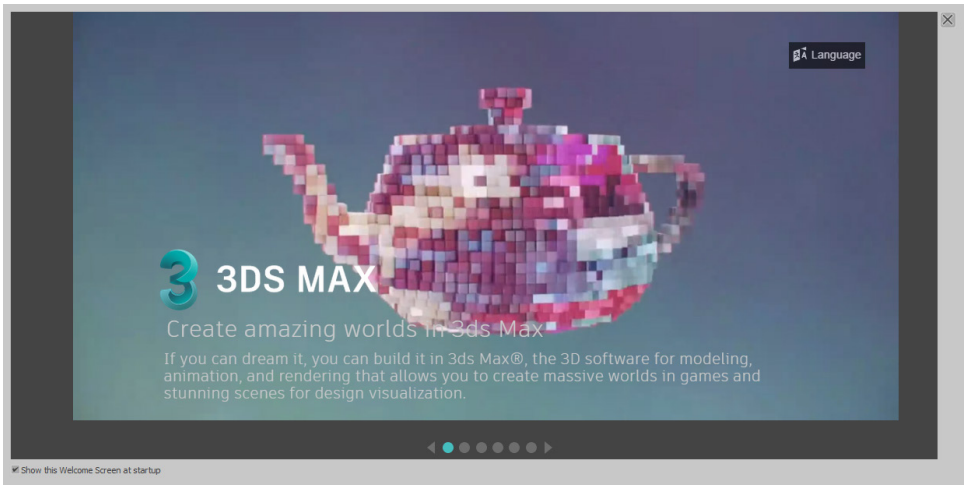 Language
3DS MAX
Create amazing worlds in 3ds Max
If you can dream it, you can build it in 3ds Max®, the 3D software for modeling,
animation, and rendering that allows you to create massive worlds in games and
stunning scenes for design visualization.
Show this Welcome Screen at startup